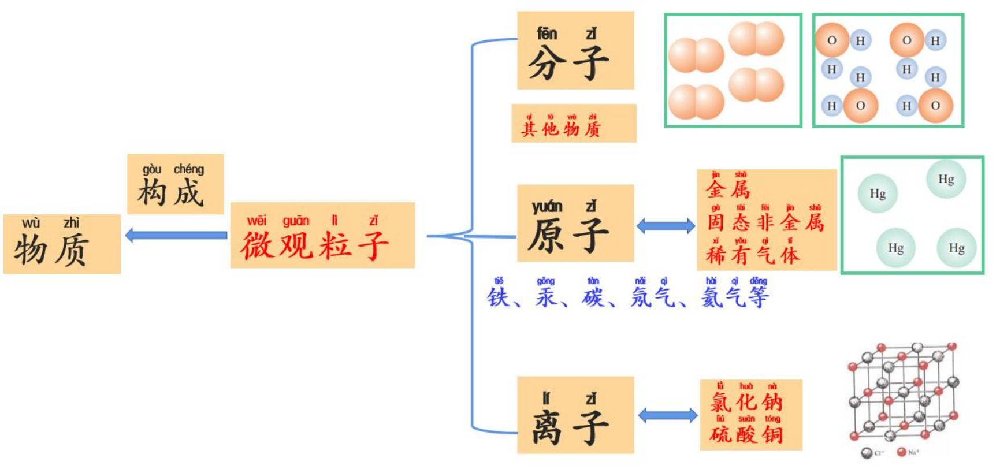 wù zhì
物质
gòu chéng
构成
wēi guān lì zǐ
微观粒子
fēn zǐ
分子
qí tā wù zhì
其他物质
O H O H
H H H H
H O H O
yuán zǐ
原子
jīn shǔ
金属
gù tài fēi jīn shǔ
固态非金属
xī yǒu qì tǐ
稀有气体
Hg Hg
Hg Hg
tiě gǒng tàn nǎi qì hài qì děng
铁、汞、碳、氖气、氦气等
lí zǐ
离子
lǜ huà nà
氯化钠
liú suān tóng
硫酸铜
Cl⁻ Na⁺